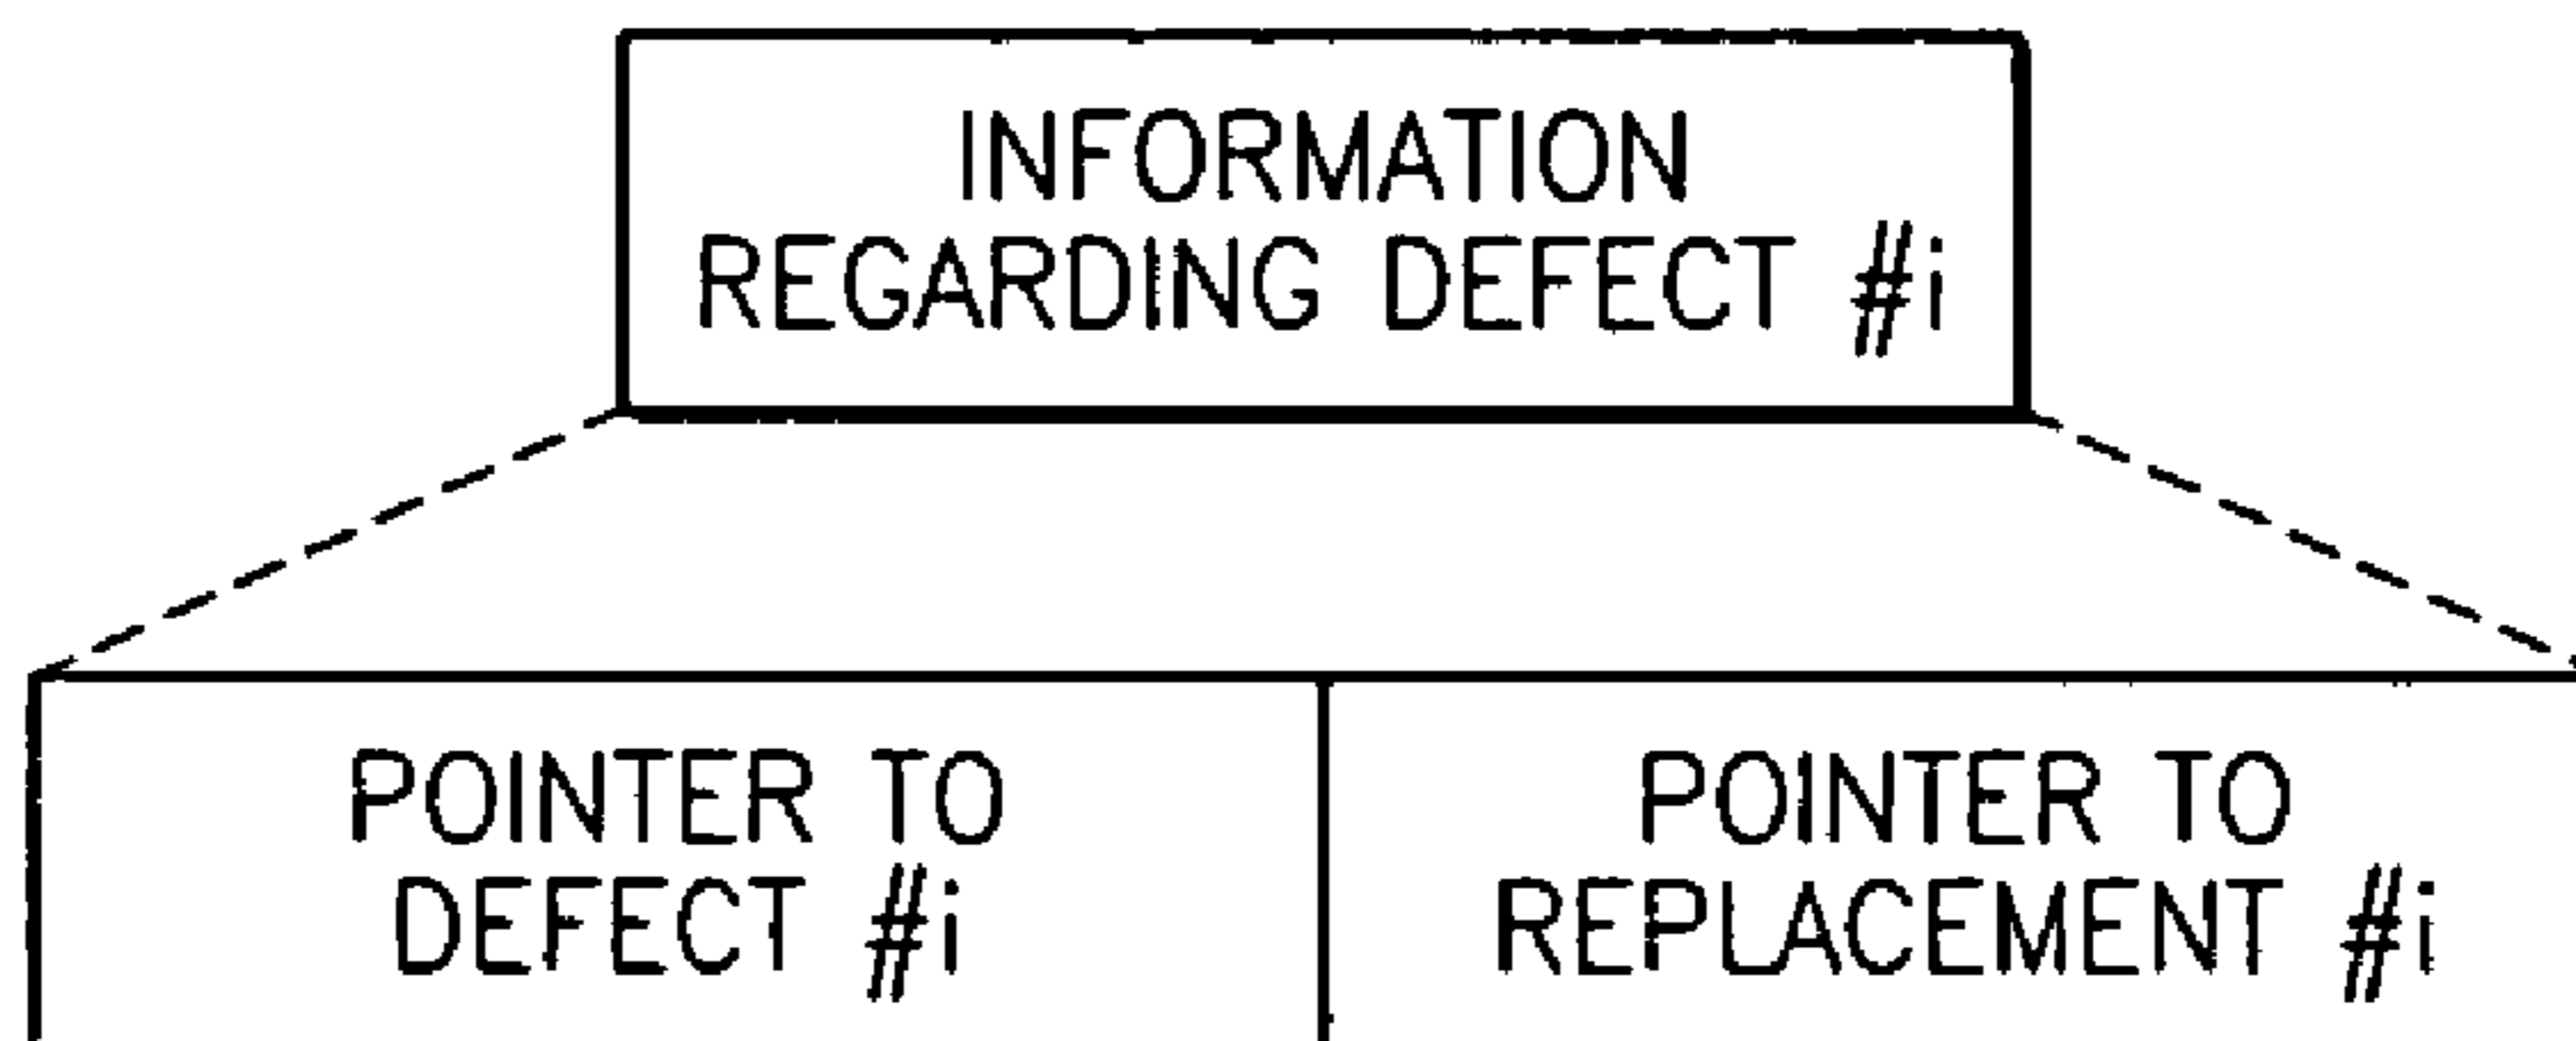 INFORMATION
REGARDING DEFECT #i
POINTER TO
DEFECT #i
POINTER TO
REPLACEMENT #i